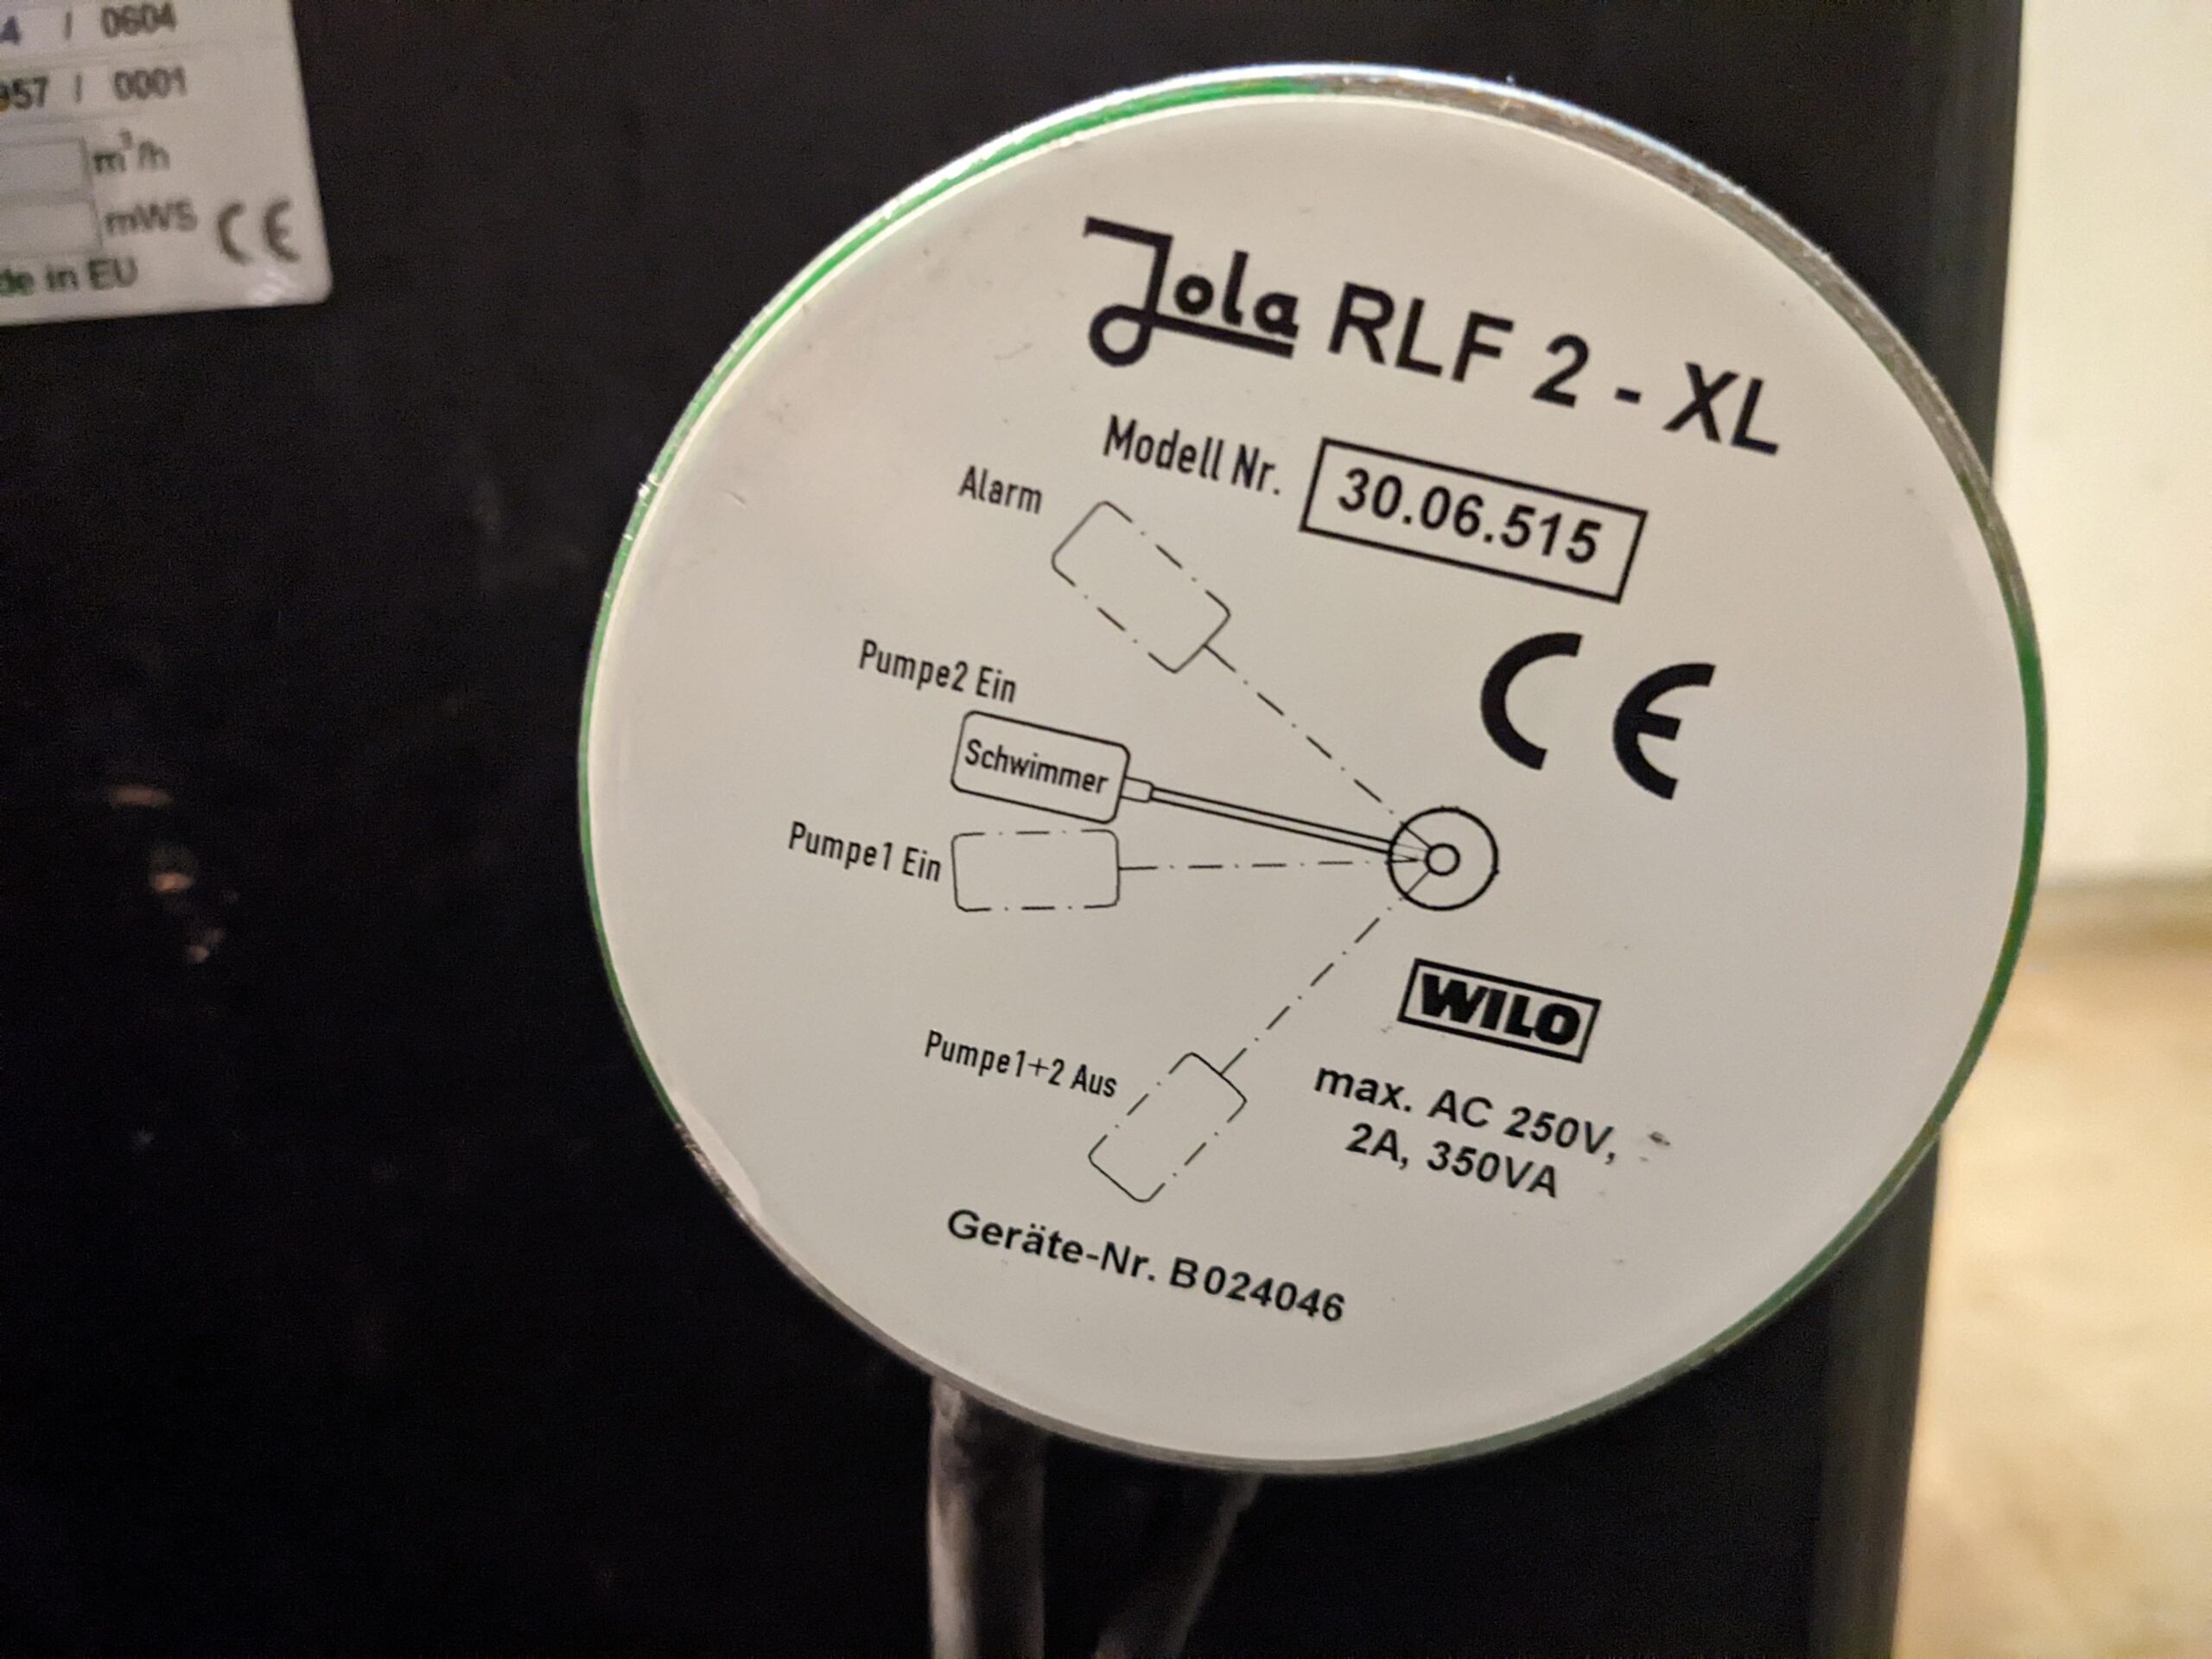 4 / 0604
957 / 0001
m³/h
mWS CE
de in EU
Jola RLF 2 - XL
Modell Nr. 30.06.515
Alarm
CE
Pumpe2 Ein
Schwimmer
Pumpe1 Ein
WILO
Pumpe1+2 Aus
max. AC 250V,
2A, 350VA
Geräte-Nr. B024046